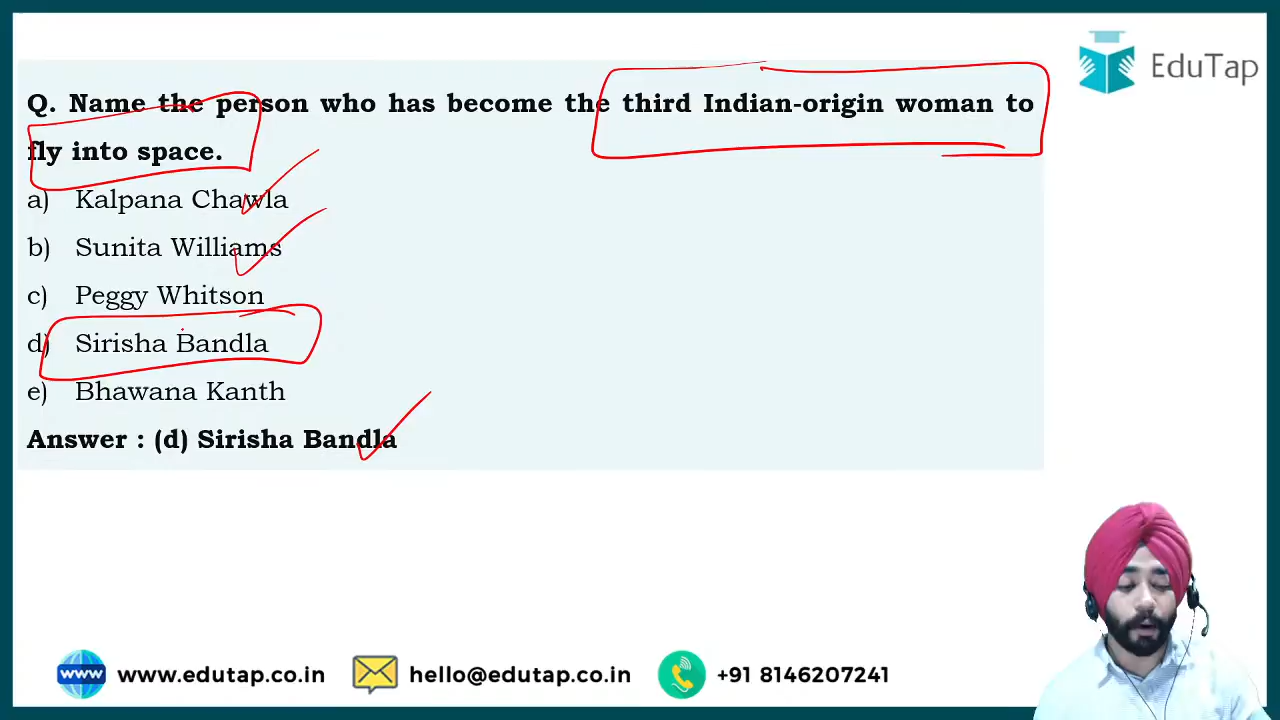 EduTap
Q. Name the person who has become the third Indian-origin woman to
fly into space.
a) Kalpana Chawla
b) Sunita Williams
c) Peggy Whitson
d) Sirisha Bandla
e) Bhawana Kanth
Answer : (d) Sirisha Bandla
www www.edutap.co.in hello@edutap.co.in +91 8146207241